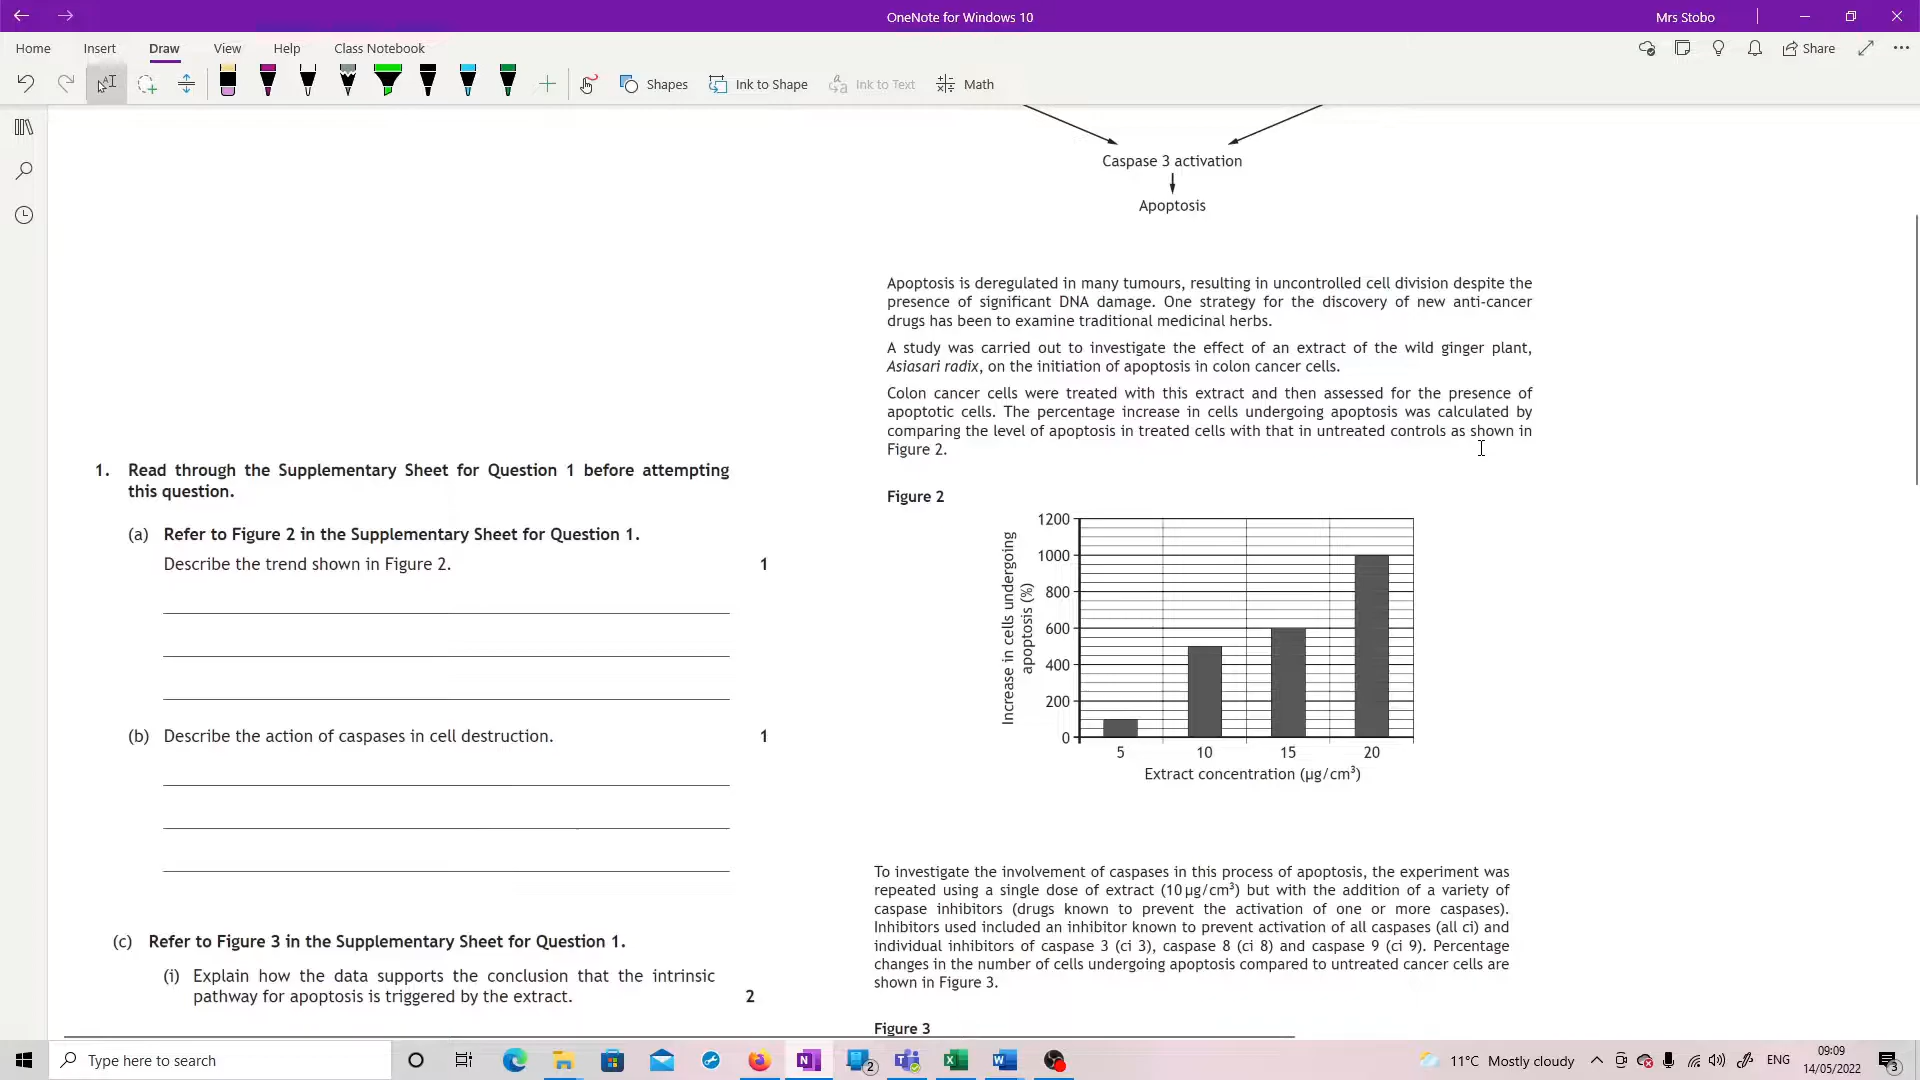 OneNote for Windows 10
Mrs Stobo
Home Insert Draw View Help Class Notebook
Share
Shapes Ink to Shape Ink to Text Math
Caspase 3 activation
Apoptosis
1. Read through the Supplementary Sheet for Question 1 before attempting
this question.
(a) Refer to Figure 2 in the Supplementary Sheet for Question 1.
Describe the trend shown in Figure 2. 1
(b) Describe the action of caspases in cell destruction. 1
(c) Refer to Figure 3 in the Supplementary Sheet for Question 1.
(i) Explain how the data supports the conclusion that the intrinsic
pathway for apoptosis is triggered by the extract. 2
Apoptosis is deregulated in many tumours, resulting in uncontrolled cell division despite the
presence of significant DNA damage. One strategy for the discovery of new anti-cancer
drugs has been to examine traditional medicinal herbs.
A study was carried out to investigate the effect of an extract of the wild ginger plant,
Asiasari radix, on the initiation of apoptosis in colon cancer cells.
Colon cancer cells were treated with this extract and then assessed for the presence of
apoptotic cells. The percentage increase in cells undergoing apoptosis was calculated by
comparing the level of apoptosis in treated cells with that in untreated controls as shown in
Figure 2.
Figure 2
Increase in cells undergoing
apoptosis (%)
1200
1000
800
600
400
200
0
5 10 15 20
Extract concentration (µg/cm³)
To investigate the involvement of caspases in this process of apoptosis, the experiment was
repeated using a single dose of extract (10 µg/cm³) but with the addition of a variety of
caspase inhibitors (drugs known to prevent the activation of one or more caspases).
Inhibitors used included an inhibitor known to prevent activation of all caspases (all ci) and
individual inhibitors of caspase 3 (ci 3), caspase 8 (ci 8) and caspase 9 (ci 9). Percentage
changes in the number of cells undergoing apoptosis compared to untreated cancer cells are
shown in Figure 3.
Figure 3
Type here to search
2
11°C Mostly cloudy
ENG
09:09
14/05/2022
3